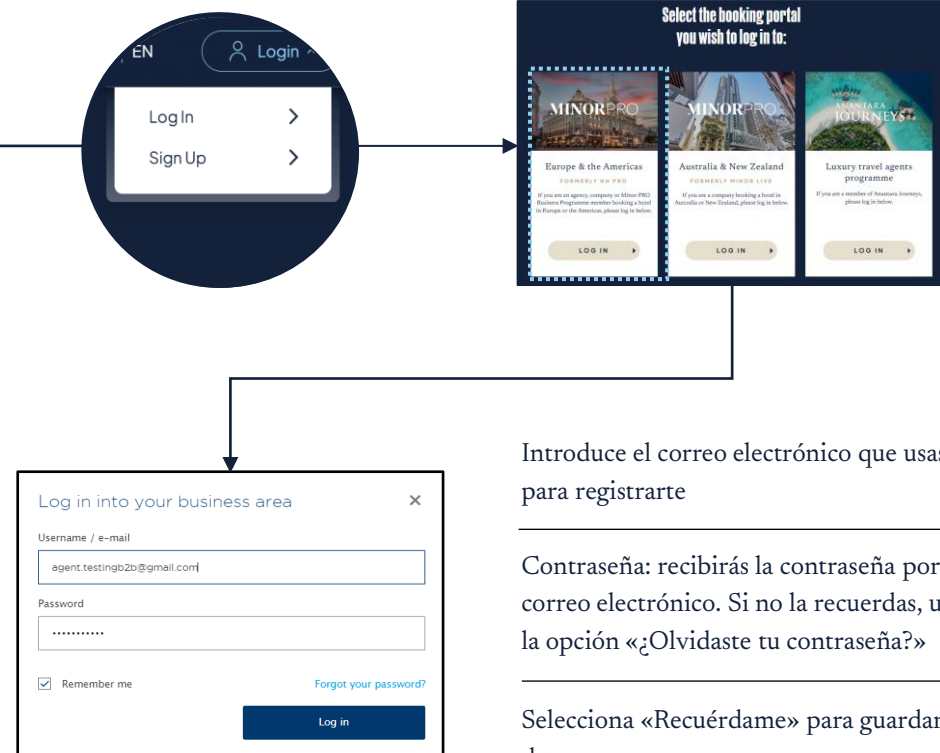 EN
Login
Log In
Sign Up
Select the booking portal
you wish to log in to:
MINORPRO
Europe & the Americas
FORMERLY NH PRO
If you are an agency, company or Minor PRO
Business Programme member booking a hotel
in Europe or the Americas, please log in below.
LOG IN
MINORPRO
Australia & New Zealand
FORMERLY MINOR LIVE
If you are a company booking a hotel in
Australia or New Zealand, please log in below.
LOG IN
ANANTARA
JOURNEYS
Luxury travel agents
programme
If you are a member of Anantara Journeys,
please log in below.
LOG IN
Log in into your business area
Username / e-mail
agent.testingb2b@gmail.com
Password
Remember me
Forgot your password?
Log in
Introduce el correo electrónico que usas
para registrarte
Contraseña: recibirás la contraseña por
correo electrónico. Si no la recuerdas, u
la opción «¿Olvidaste tu contraseña?»
Selecciona «Recuérdame» para guardar